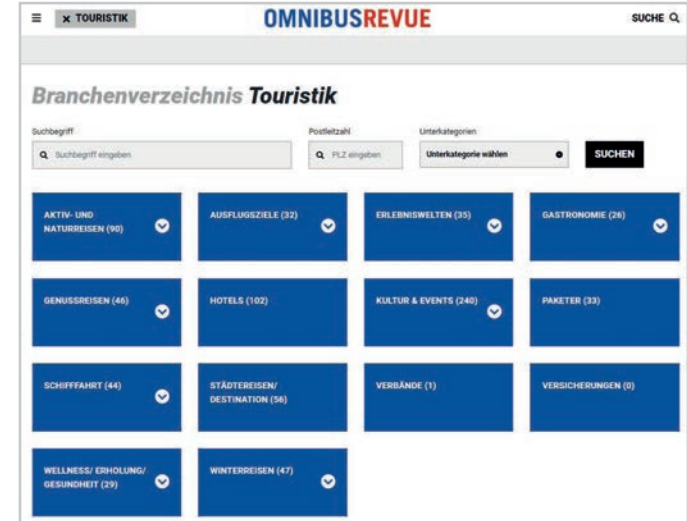 × TOURISTIK
OMNIBUSREVUE
SUCHE
Branchenverzeichnis Touristik
Suchbegriff
Postleitzahl
Unterkategorien
Suchbegriff eingeben
PLZ eingeben
Unterkategorie wählen
SUCHEN
AKTIV- UND
NATURREISEN (90)
AUSFLUGSZIELE (32)
ERLEBNISWELTEN (35)
GASTRONOMIE (26)
GENUSSREISEN (46)
HOTELS (102)
KULTUR & EVENTS (240)
PAKETER (33)
SCHIFFFAHRT (44)
STÄDTEREISEN/
DESTINATION (56)
VERBÄNDE (1)
VERSICHERUNGEN (0)
WELLNESS/ ERHOLUNG/
GESUNDHEIT (29)
WINTERREISEN (47)